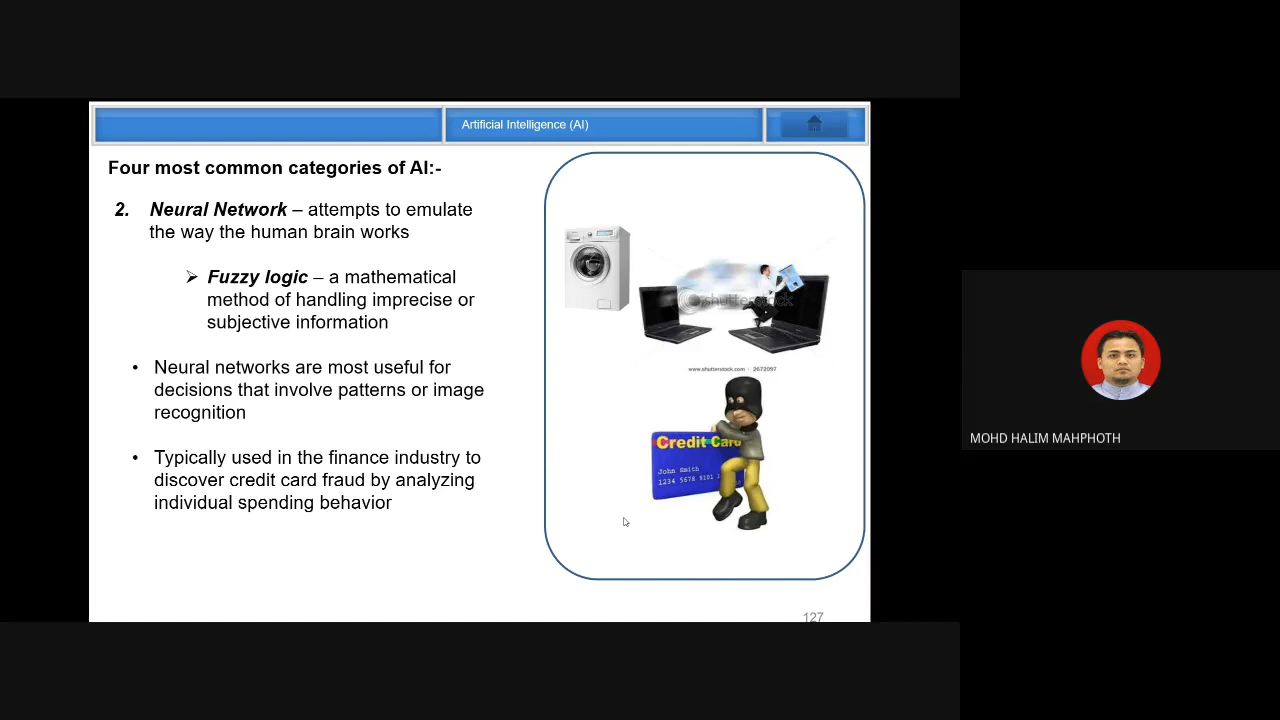 Artificial Intelligence (AI)
Four most common categories of AI:-
2. Neural Network – attempts to emulate
the way the human brain works
➢ Fuzzy logic – a mathematical
method of handling imprecise or
subjective information
• Neural networks are most useful for
decisions that involve patterns or image
recognition
• Typically used in the finance industry to
discover credit card fraud by analyzing
individual spending behavior
shutterstock
www.shutterstock.com · 2672097
Credit Card
John Smith
1234 5678 9101
127
MOHD HALIM MAHPHOTH